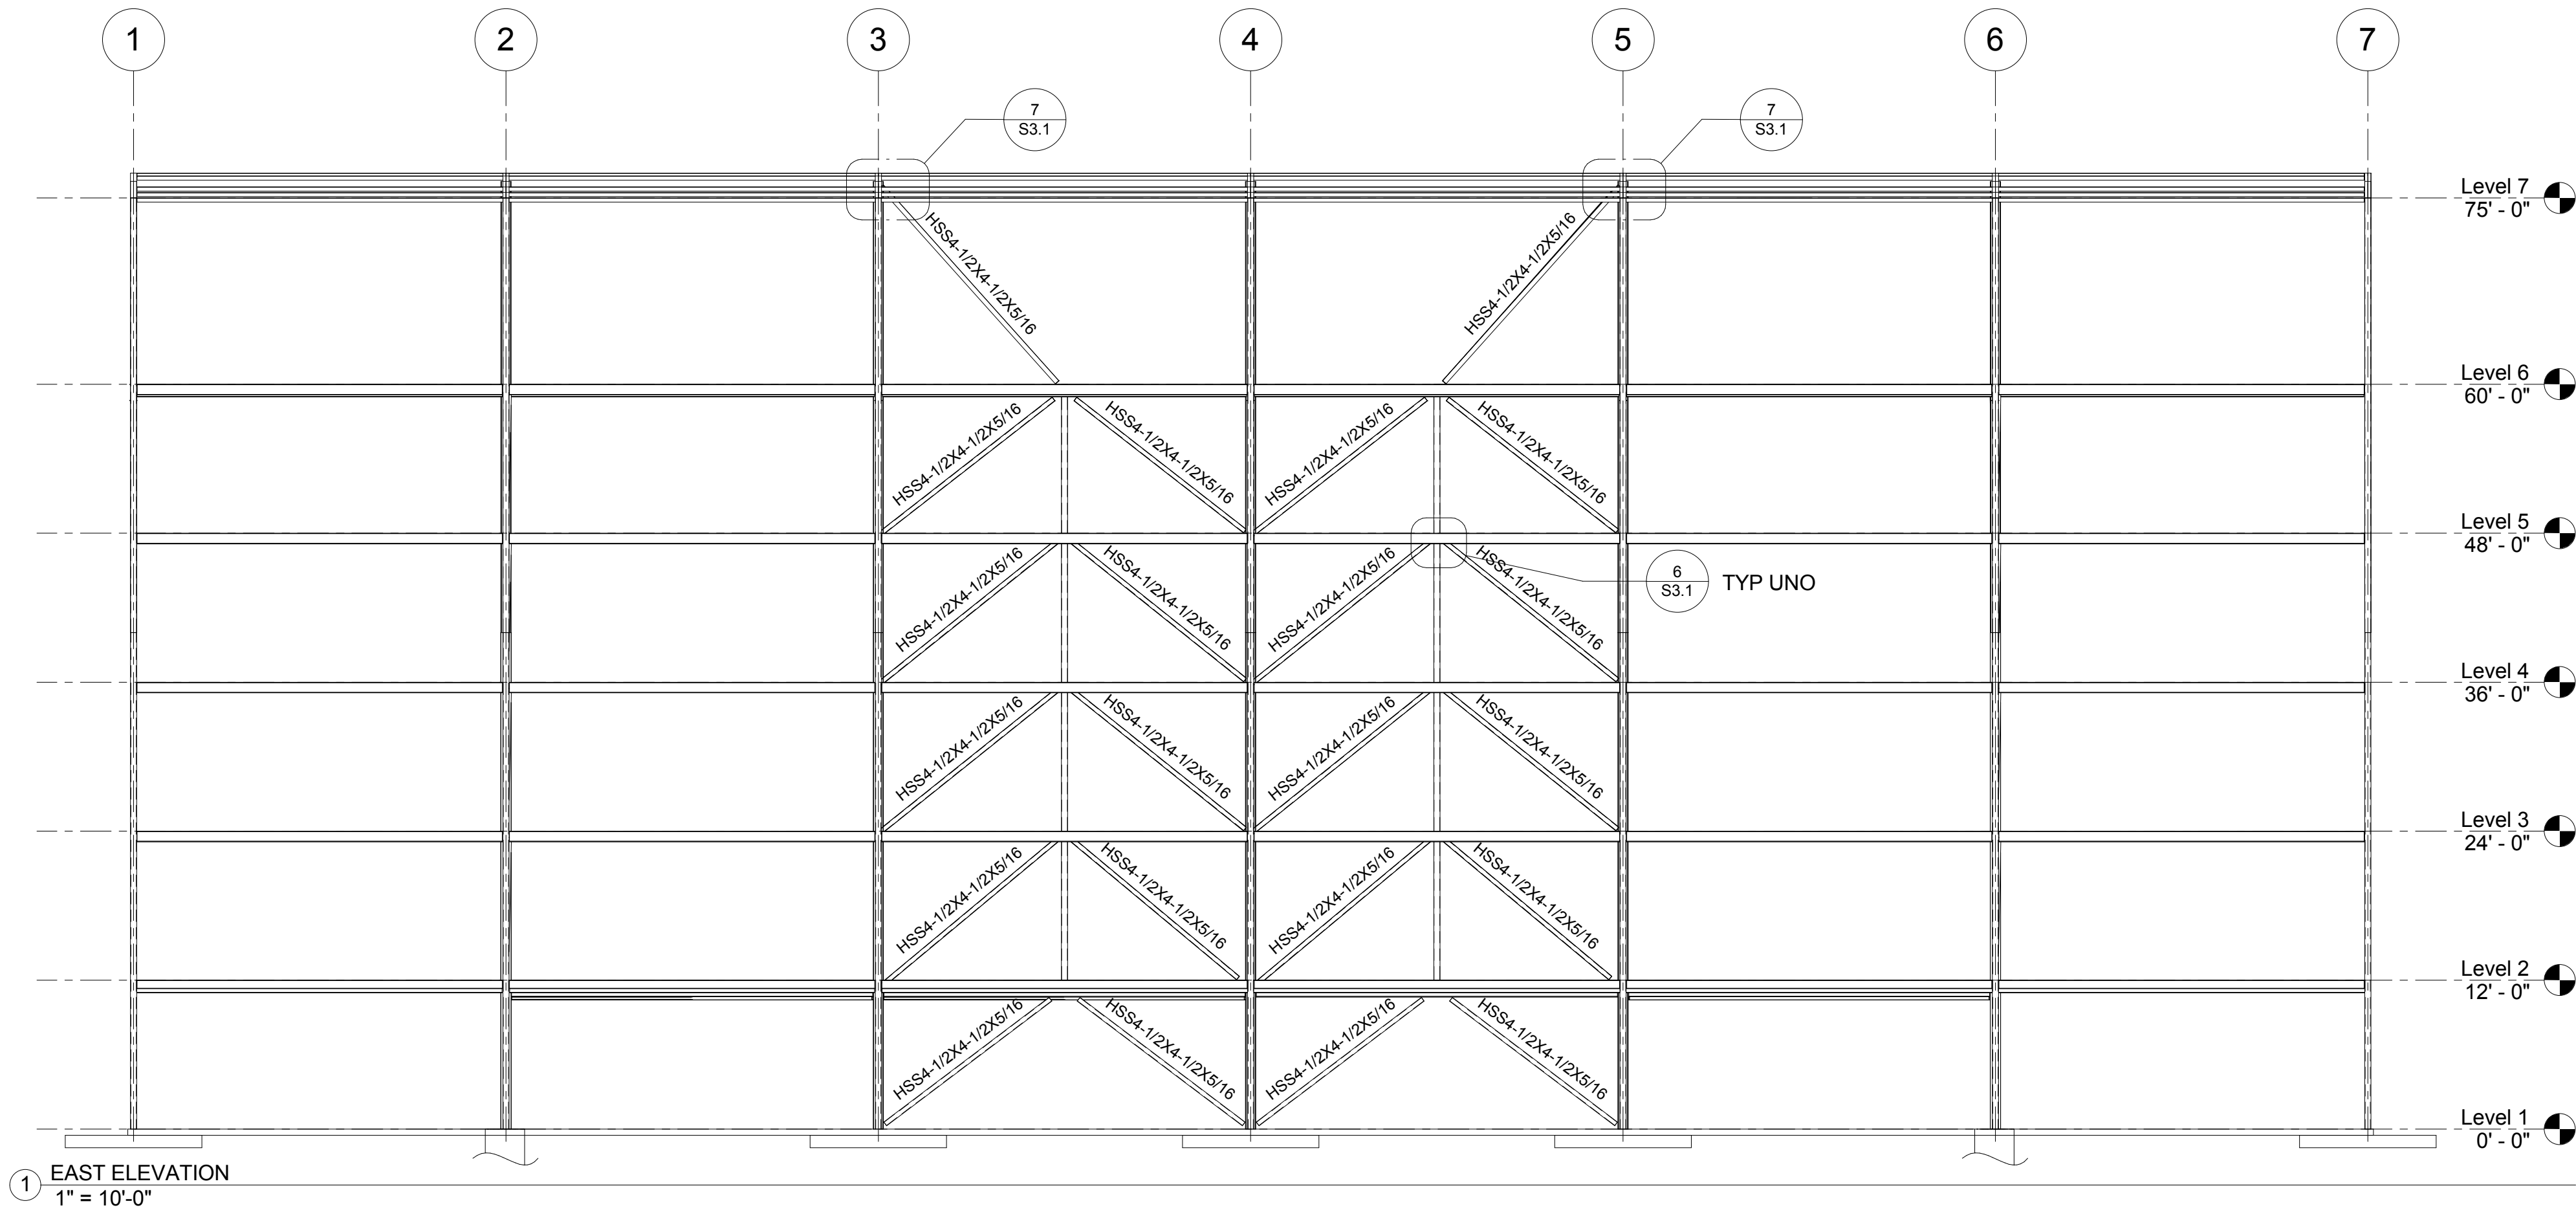 1
2
3
4
5
6
7
7
S3.1
7
S3.1
Level 7
75' - 0"
HSS4-1/2X4-1/2X5/16
HSS4-1/2X4-1/2X5/16
Level 6
60' - 0"
HSS4-1/2X4-1/2X5/16
HSS4-1/2X4-1/2X5/16
HSS4-1/2X4-1/2X5/16
HSS4-1/2X4-1/2X5/16
Level 5
48' - 0"
HSS4-1/2X4-1/2X5/16
HSS4-1/2X4-1/2X5/16
HSS4-1/2X4-1/2X5/16
HSS4-1/2X4-1/2X5/16
6
S3.1
TYP UNO
Level 4
36' - 0"
HSS4-1/2X4-1/2X5/16
HSS4-1/2X4-1/2X5/16
HSS4-1/2X4-1/2X5/16
HSS4-1/2X4-1/2X5/16
Level 3
24' - 0"
HSS4-1/2X4-1/2X5/16
HSS4-1/2X4-1/2X5/16
HSS4-1/2X4-1/2X5/16
HSS4-1/2X4-1/2X5/16
Level 2
12' - 0"
HSS4-1/2X4-1/2X5/16
HSS4-1/2X4-1/2X5/16
HSS4-1/2X4-1/2X5/16
HSS4-1/2X4-1/2X5/16
Level 1
0' - 0"
1
EAST ELEVATION
1" = 10'-0"